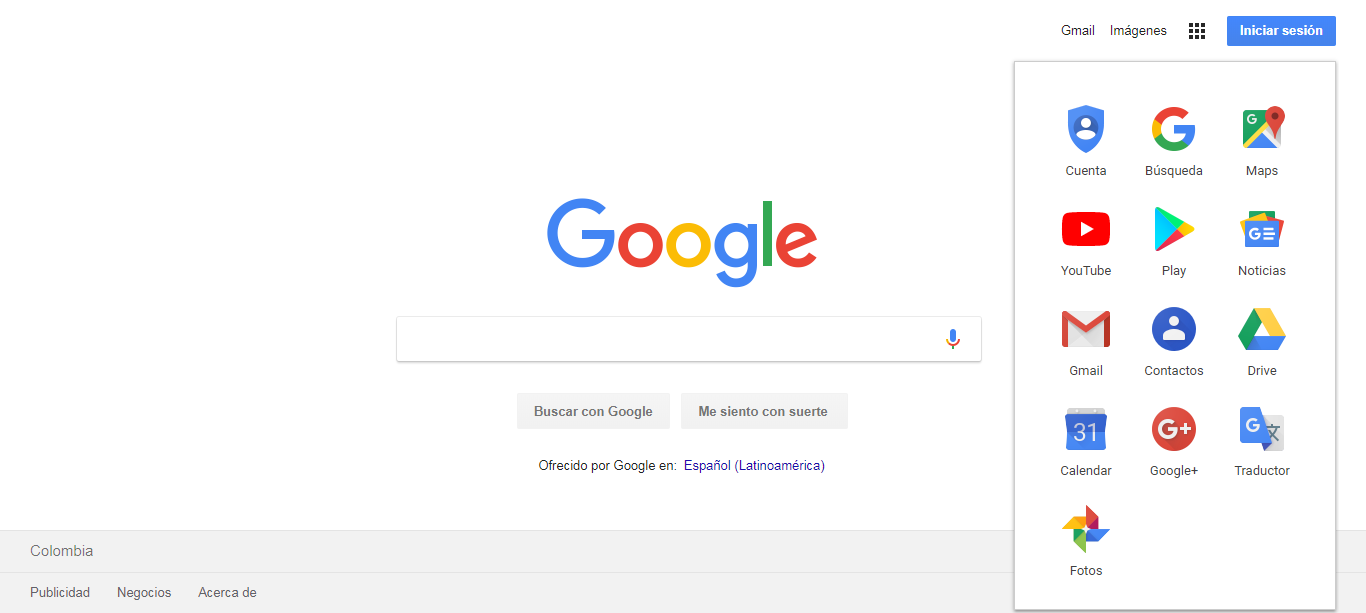 Gmail Imágenes Iniciar sesión
Google
Buscar con Google Me siento con suerte
Ofrecido por Google en: Español (Latinoamérica)
Cuenta Búsqueda G Maps
YouTube Play G Noticias
Gmail Contactos Drive
31 Calendar G+ Google+ G 文 Traductor
Fotos
Colombia
Publicidad Negocios Acerca de